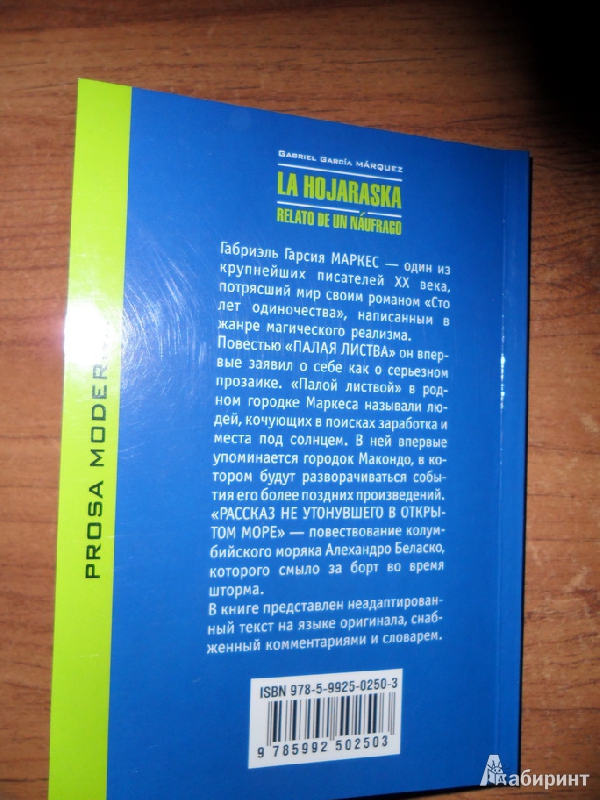 GABRIEL GARCÍA MÁRQUEZ
LA HOJARASKA
RELATO DE UN NÁUFRAGO
Габриэль Гарсия МАРКЕС — один из
крупнейших писателей XX века,
потрясший мир своим романом «Сто
лет одиночества», написанным в
жанре магического реализма.
Повестью «ПАЛАЯ ЛИСТВА» он впер-
вые заявил о себе как о серьезном
прозаике. «Палой листвой» в род-
ном городке Маркеса называли лю-
дей, кочующих в поисках заработка и
места под солнцем. В ней впервые
упоминается городок Макондо, в ко-
тором будут разворачиваться собы-
тия его более поздних произведений.
«РАССКАЗ НЕ УТОНУВШЕГО В ОТКРЫ-
ТОМ МОРЕ» — повествование колум-
бийского моряка Алехандро Беласко,
которого смыло за борт во время
шторма.
В книге представлен неадаптирован-
ный текст на языке оригинала, снаб-
женный комментариями и словарем.
ISBN 978-5-9925-0250-3
9 785992 502503
PROSA MODER
Лабиринт